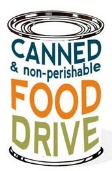 CANNED
& non-perishable
FOOD
DRIVE